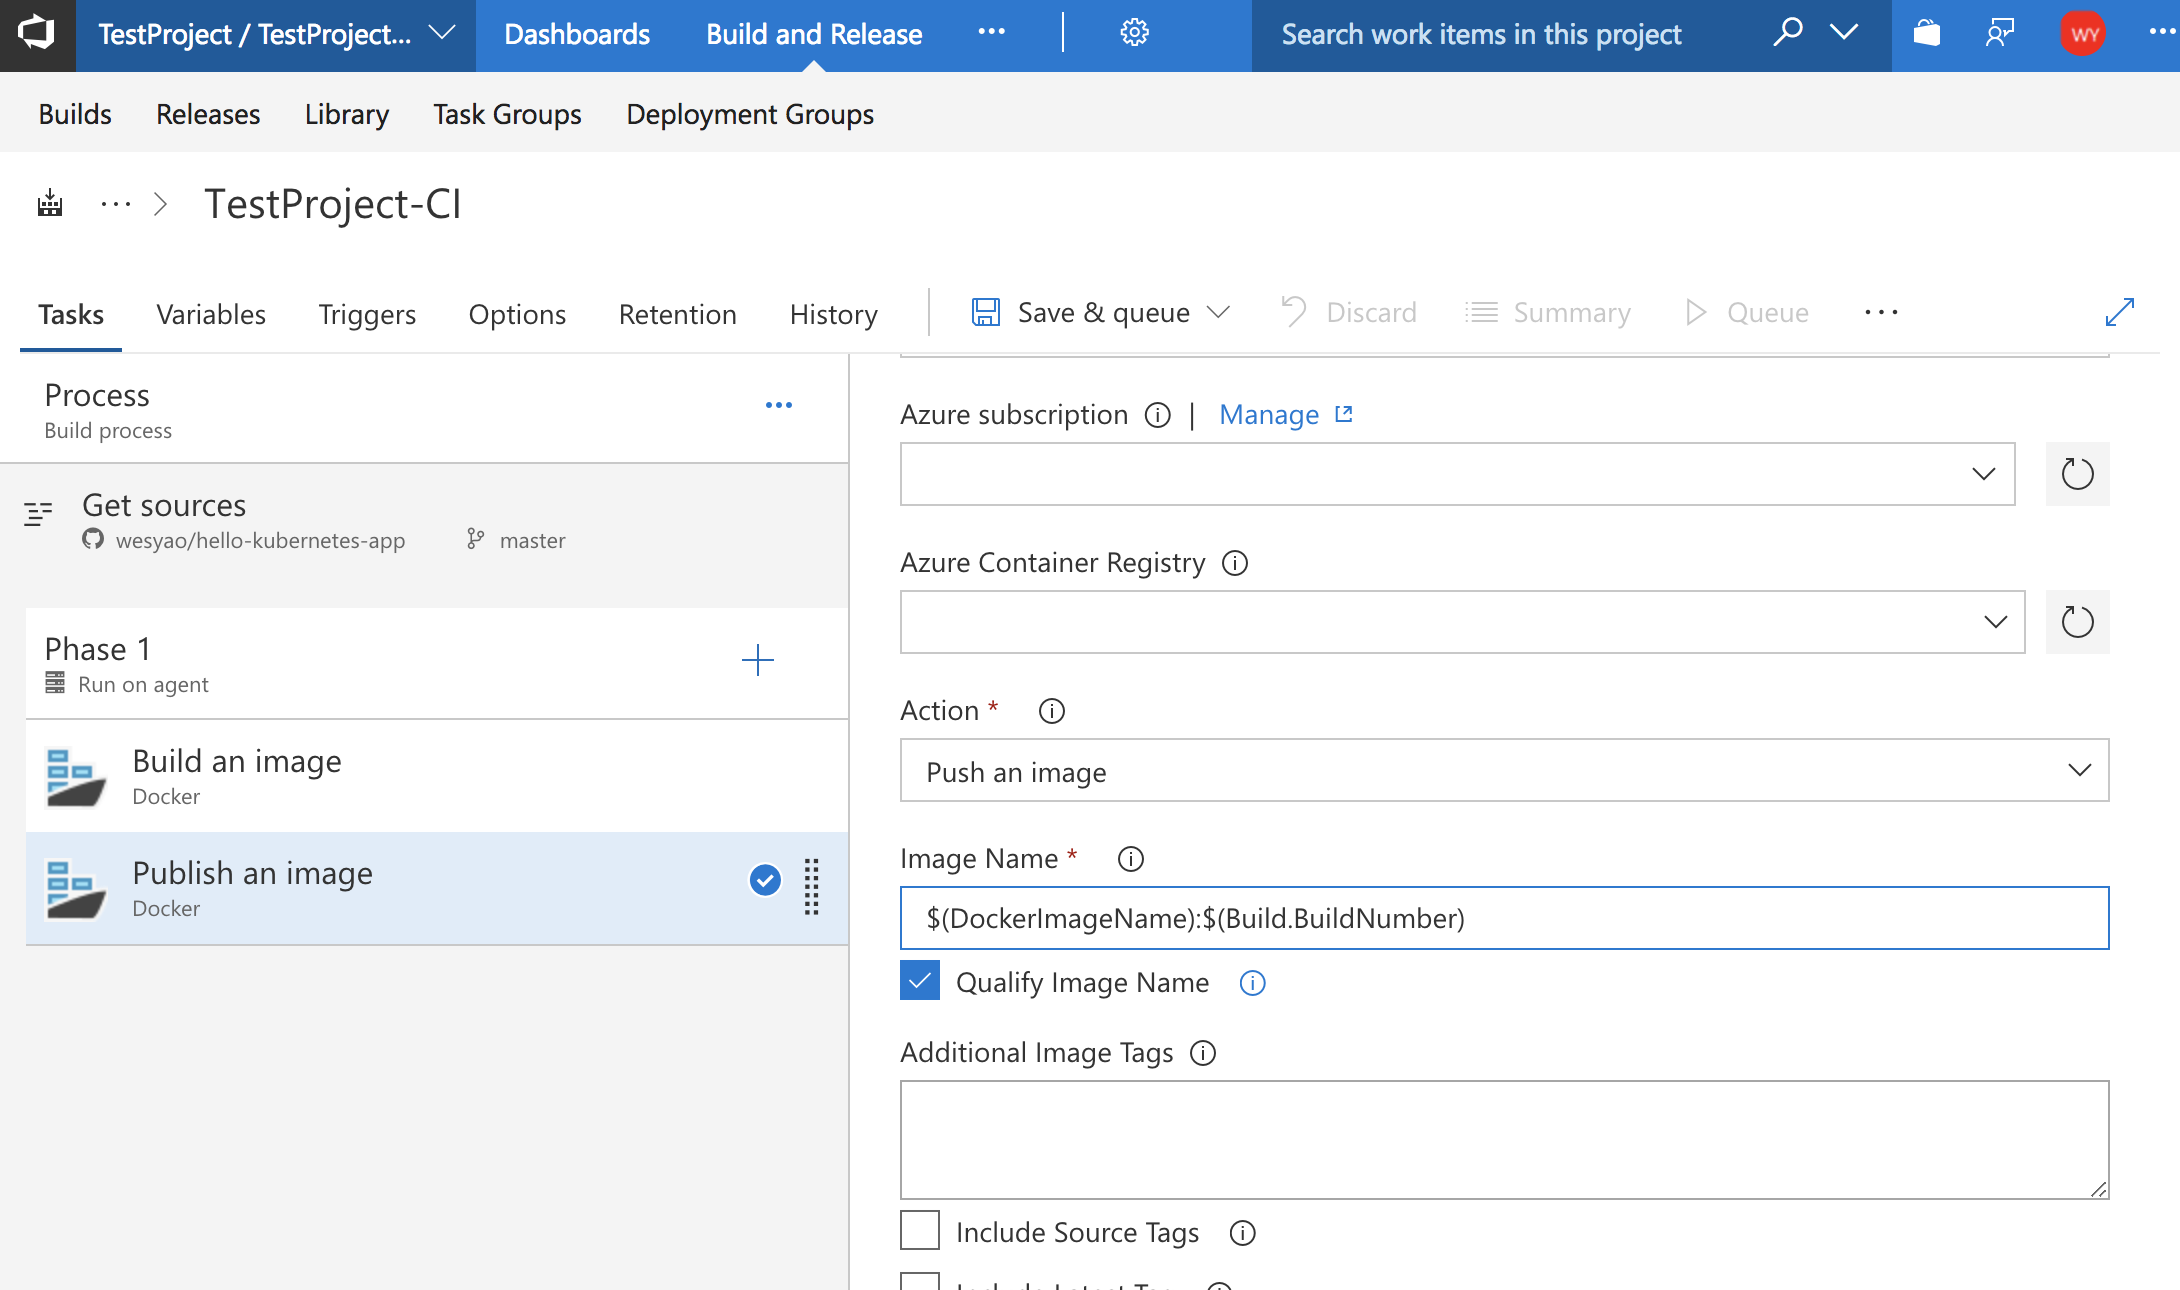 TestProject / TestProject... Dashboards Build and Release ... Search work items in this project WY ...
Builds Releases Library Task Groups Deployment Groups
... > TestProject-CI
Tasks Variables Triggers Options Retention History Save & queue Discard Summary Queue ...
Process
Build process
Get sources
wesyao/hello-kubernetes-app master
Phase 1
Run on agent
Build an image
Docker
Publish an image
Docker
Azure subscription | Manage
Azure Container Registry
Action *
Push an image
Image Name *
$(DockerImageName):$(Build.BuildNumber)
Qualify Image Name
Additional Image Tags
Include Source Tags